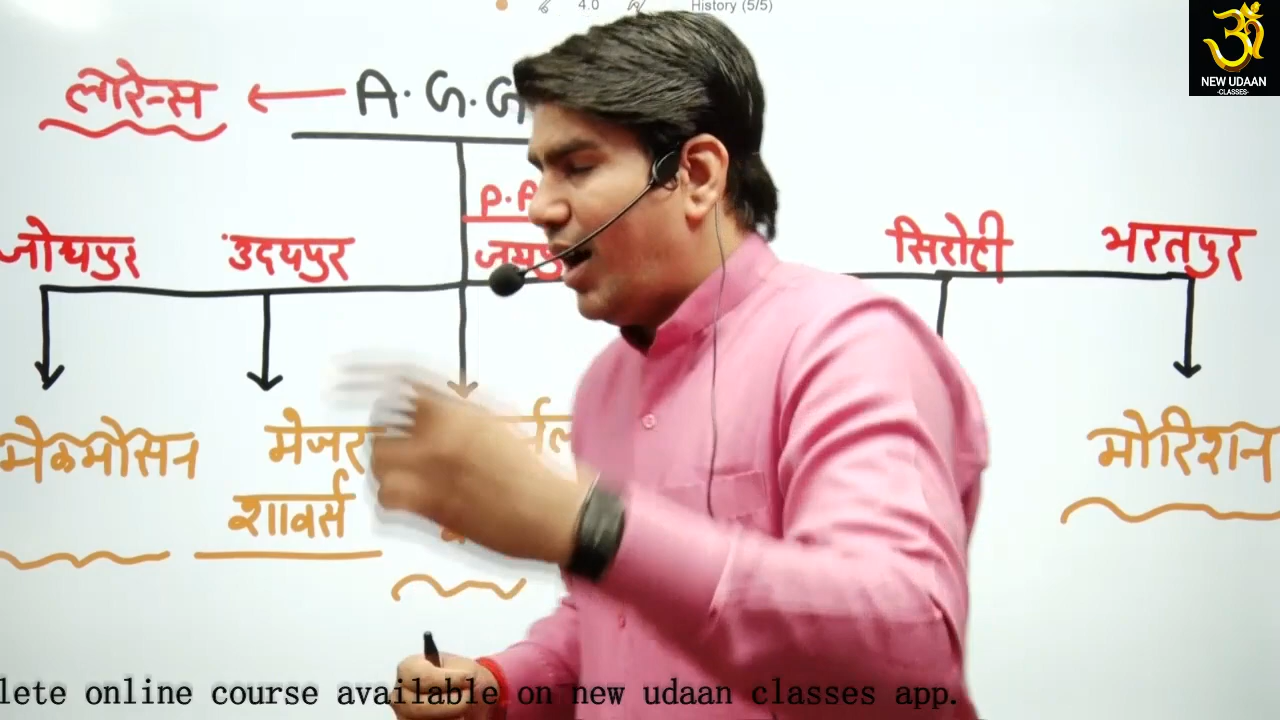 4.0 History (5/5)
NEW UDAAN
-CLASSES-
लोरेन्स ← A.G.G
P.A
जोधपुर उदयपुर सिरोही भरतपुर
मेकमोसन मेजर मोरिशन
शावर्स
lete online course available on new udaan classes app.